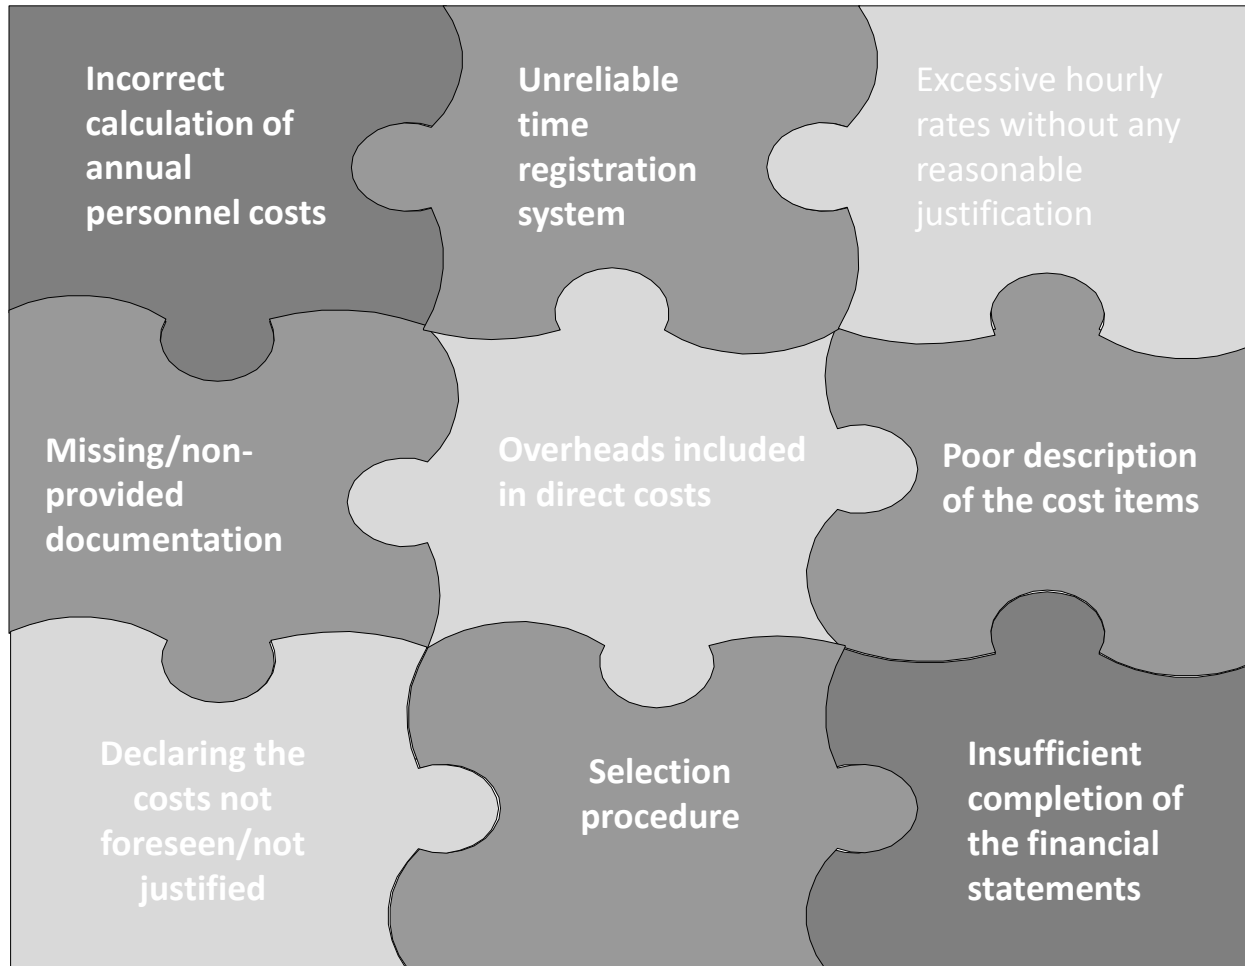 Incorrect
calculation of
annual
personnel costs
Unreliable
time
registration
system
Excessive hourly
rates without any
reasonable
justification
Missing/non-
provided
documentation
Overheads included
in direct costs
Poor description
of the cost items
Declaring the
costs not
foreseen/not
justified
Selection
procedure
Insufficient
completion of
the financial
statements